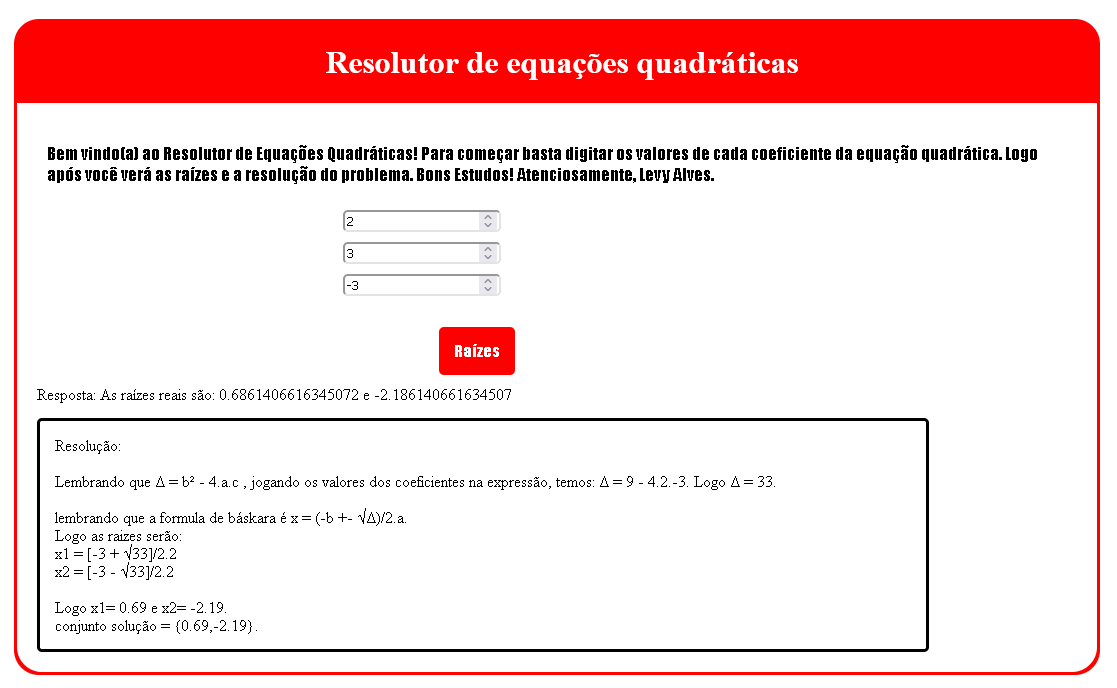 Resolutor de equações quadráticas
Bem vindo(a) ao Resolutor de Equações Quadráticas! Para começar basta digitar os valores de cada coeficiente da equação quadrática. Logo
após você verá as raízes e a resolução do problema. Bons Estudos! Atenciosamente, Levy Alves.
2
3
-3
Raízes
Resposta: As raízes reais são: 0.6861406616345072 e -2.186140661634507
Resolução:
Lembrando que Δ = b² - 4.a.c , jogando os valores dos coeficientes na expressão, temos: Δ = 9 - 4.2.-3. Logo Δ = 33.
lembrando que a formula de báskara é x = (-b +- √Δ)/2.a.
Logo as raizes serão:
x1 = [-3 + √33]/2.2
x2 = [-3 - √33]/2.2
Logo x1= 0.69 e x2= -2.19.
conjunto solução = {0.69,-2.19}.